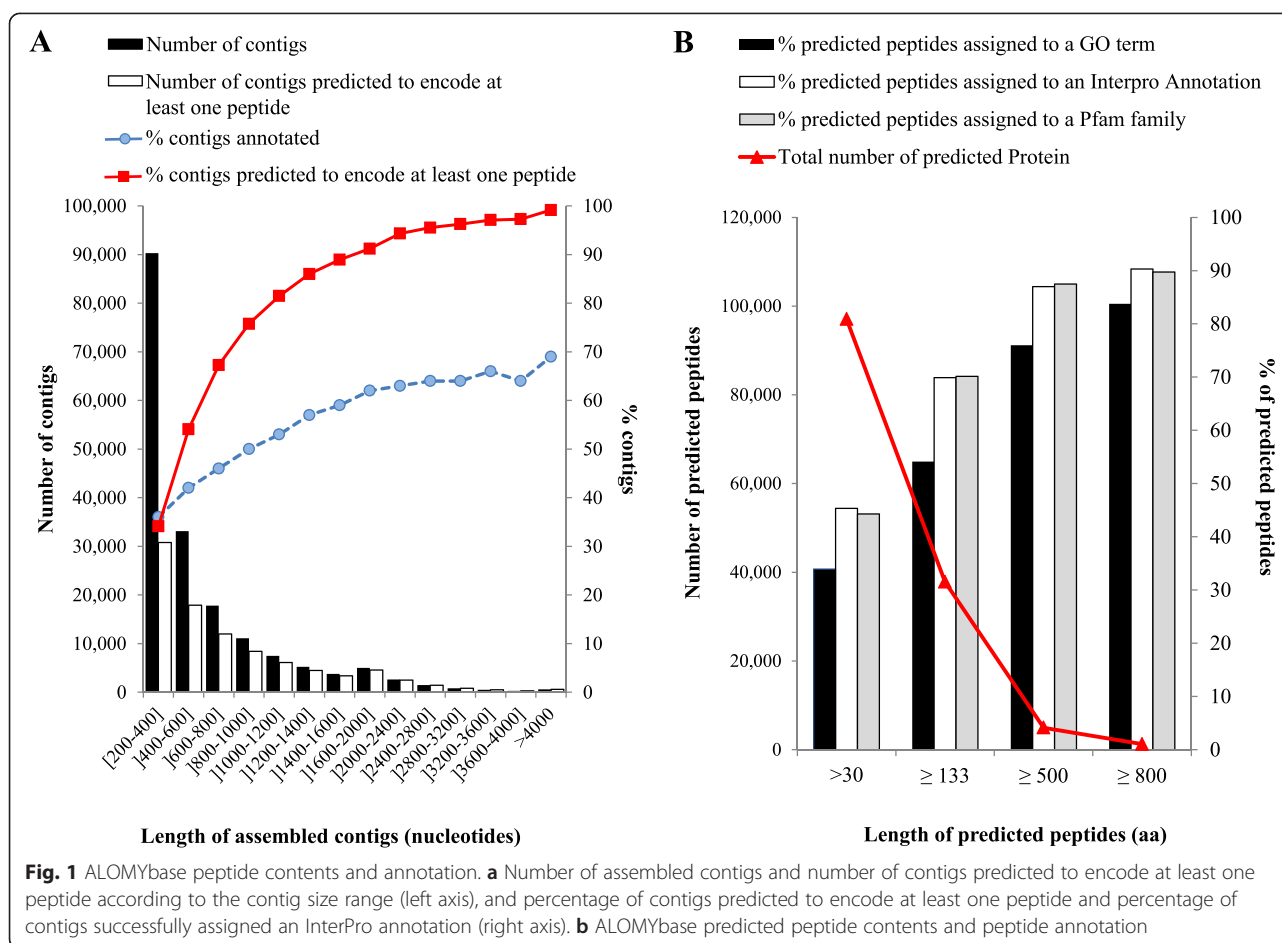 A
Number of contigs
Number of contigs predicted to encode at
least one peptide
% contigs annotated
% contigs predicted to encode at least one peptide
100,000
90,000
80,000
70,000
60,000
50,000
40,000
30,000
20,000
10,000
0
Number of contigs
100
90
80
70
60
50
40
30
20
10
0
% contigs
[200-400]
]400-600]
]600-800]
]800-1000]
]1000-1200]
]1200-1400]
]1400-1600]
]1600-2000]
]2000-2400]
]2400-2800]
]2800-3200]
]3200-3600]
]3600-4000]
>4000
Length of assembled contigs (nucleotides)
B
% predicted peptides assigned to a GO term
% predicted peptides assigned to an Interpro Annotation
% predicted peptides assigned to a Pfam family
Total number of predicted Protein
120,000
100,000
80,000
60,000
40,000
20,000
0
Number of predicted peptides
100
90
80
70
60
50
40
30
20
10
0
% of predicted
peptides
>30
≥ 133
≥ 500
≥ 800
Length of predicted peptides (aa)
Fig. 1 ALOMYbase peptide contents and annotation. a Number of assembled contigs and number of contigs predicted to encode at least one
peptide according to the contig size range (left axis), and percentage of contigs predicted to encode at least one peptide and percentage of
contigs successfully assigned an InterPro annotation (right axis). b ALOMYbase predicted peptide contents and peptide annotation